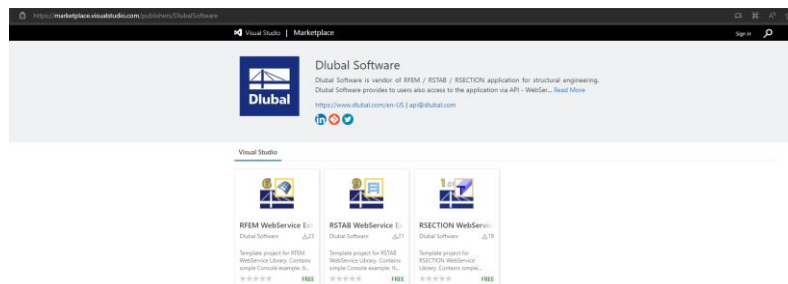 https://marketplace.visualstudio.com/publishers/DlubalSoftware
Visual Studio | Marketplace
Sign in
Dlubal Software
Dlubal Software is vendor of RFEM / RSTAB / RSECTION application for structural engineering.
Dlubal Software provides to users also access to the application via API - WebSer... Read More
https://www.dlubal.com/en-US | api@dlubal.com
Dlubal
Visual Studio
6
9
1
RFEM WebService Ex
RSTAB WebService E
RSECTION WebServic
Dlubal Software 23
Dlubal Software 21
Dlubal Software 19
Template project for RFEM
WebService Library. Contains
simple Console example. It...
Template project for RSTAB
WebService Library. Contains
simple Console example. It...
Template project for
RSECTION WebService
Library. Contains simple...
FREE
FREE
FREE